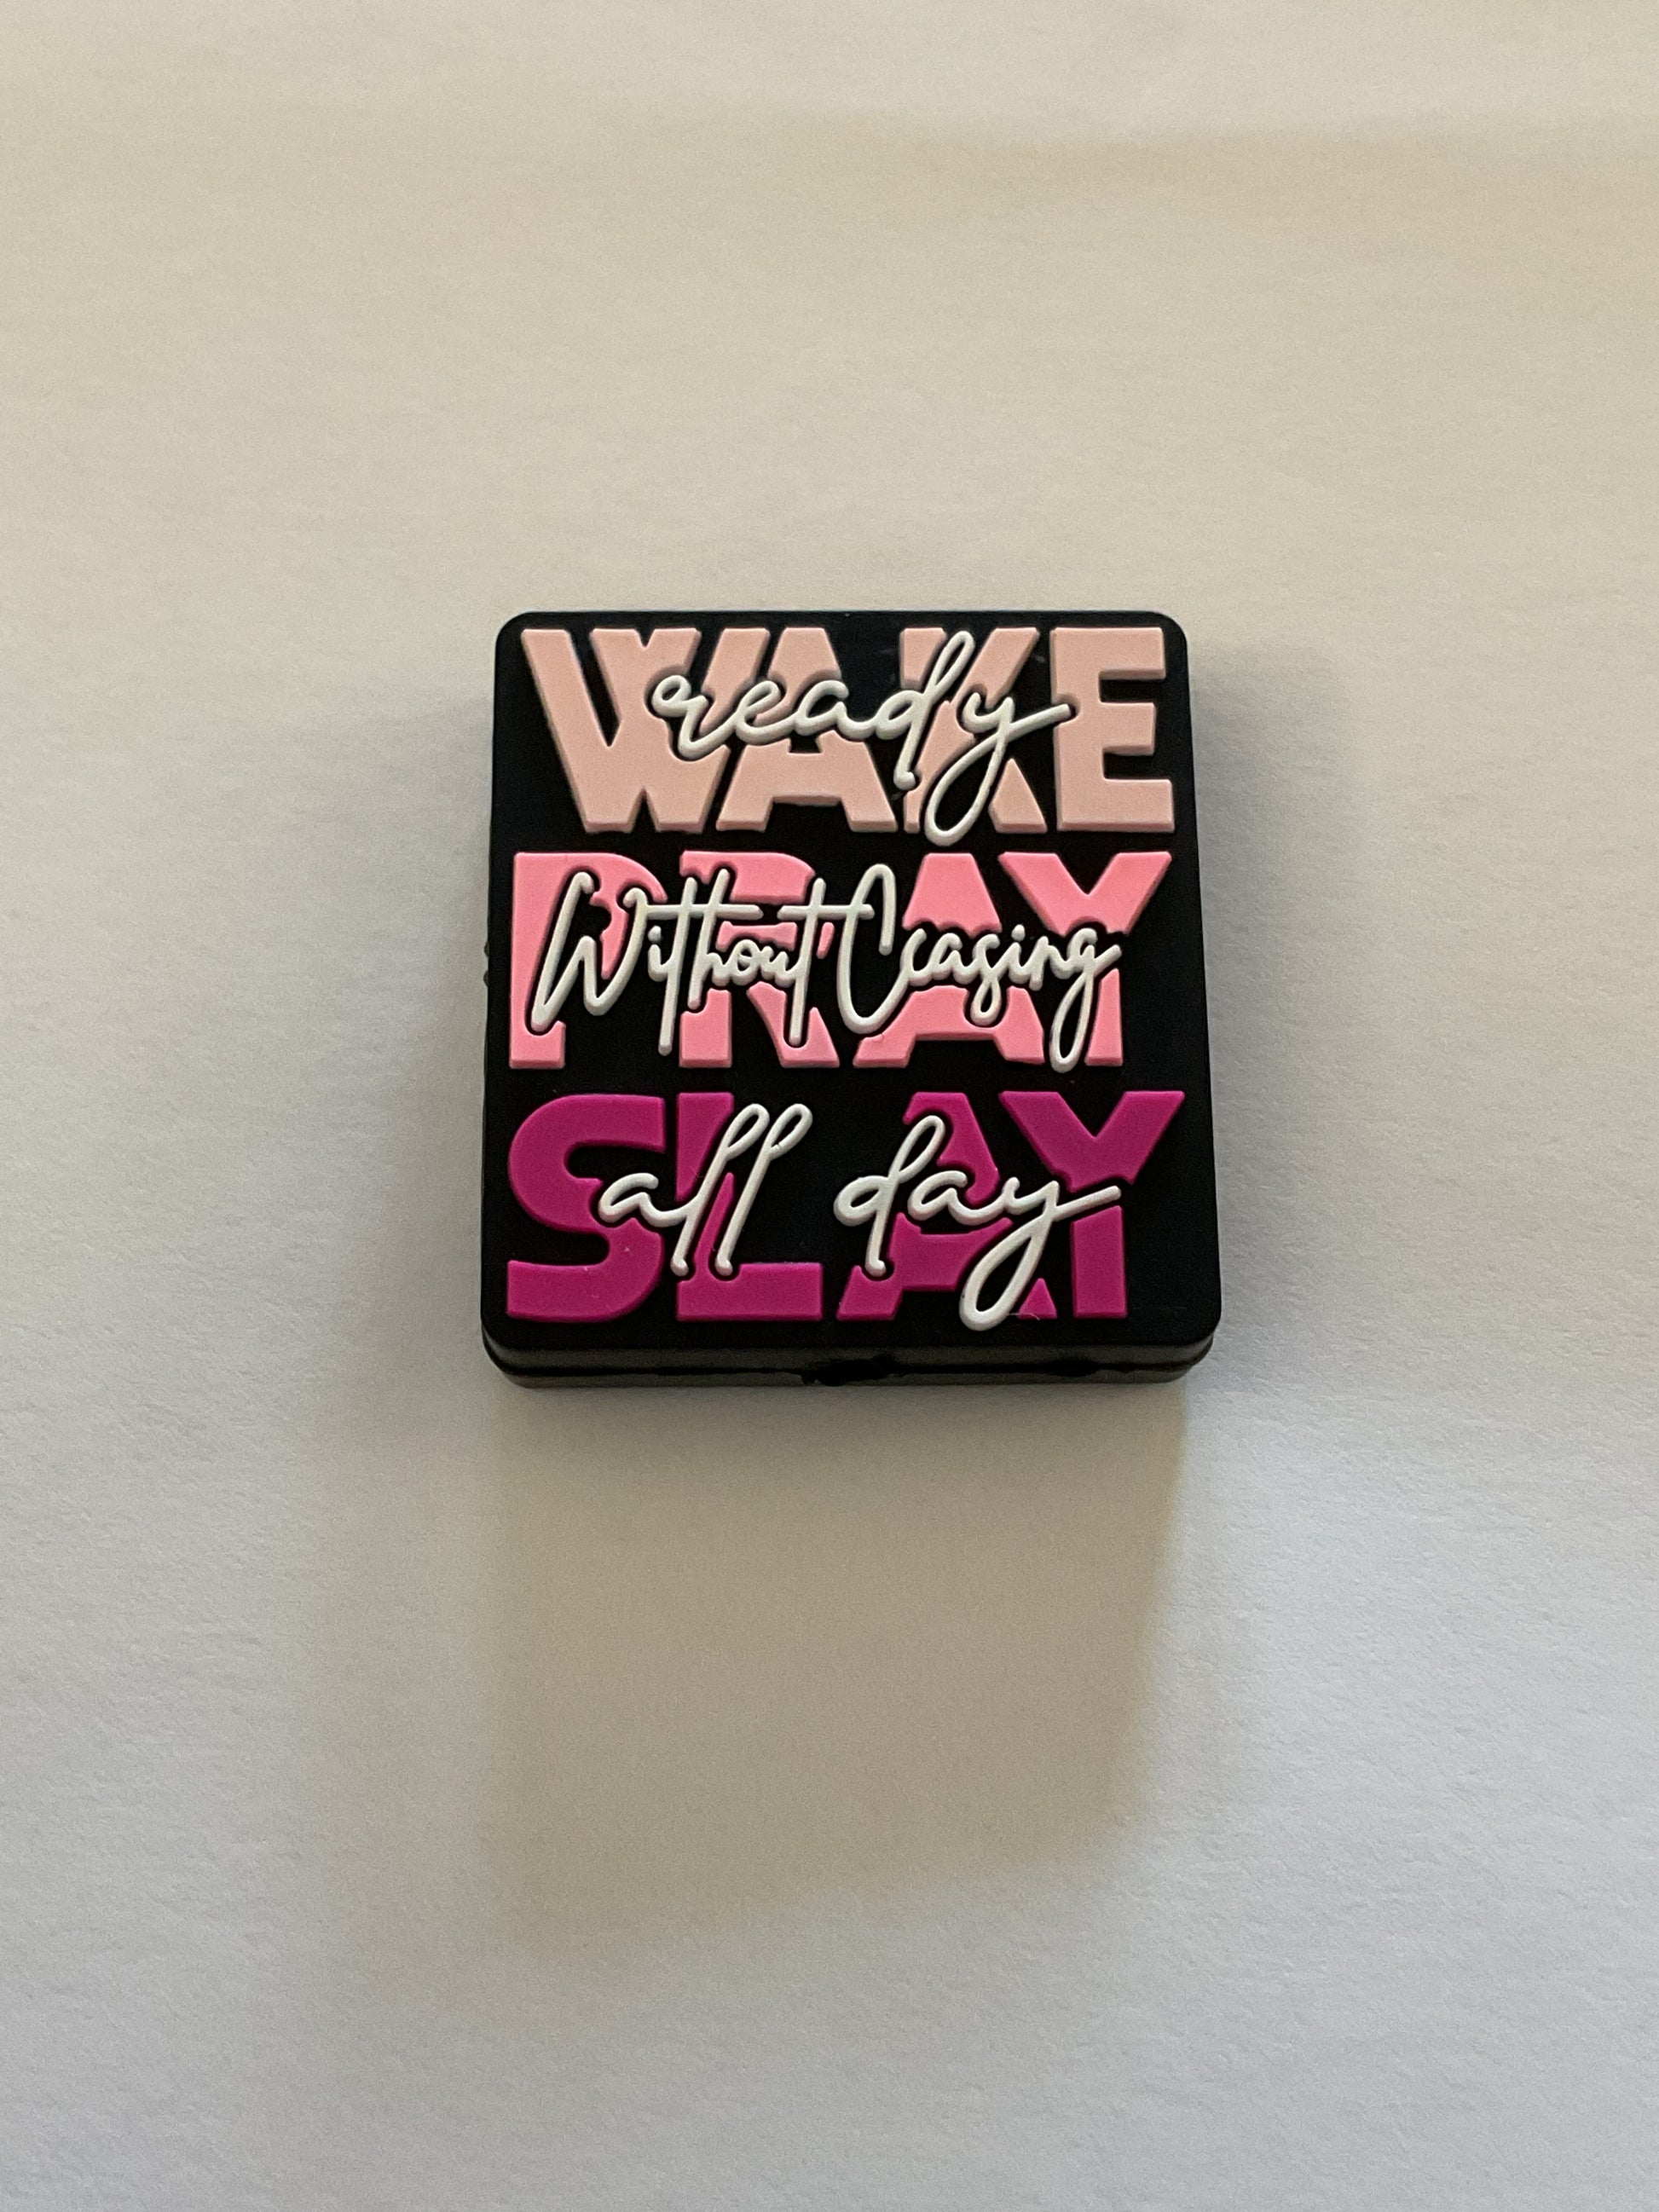 WAKE
ready
PRAY
Without Ceasing
SLAY
all day